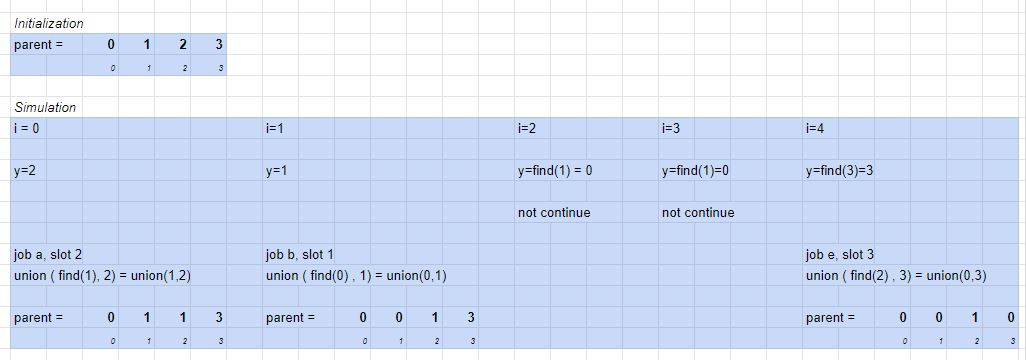 Initialization
parent = 0 1 2 3
0 1 2 3
Simulation
i = 0 i=1 i=2 i=3 i=4
y=2 y=1 y=find(1) = 0 y=find(1)=0 y=find(3)=3
not continue not continue
job a, slot 2 job b, slot 1 job e, slot 3
union ( find(1), 2) = union(1,2) union ( find(0) , 1) = union(0,1) union ( find(2) , 3) = union(0,3)
parent = 0 1 1 3 parent = 0 0 1 3 parent = 0 0 1 0
0 1 2 3 0 1 2 3 0 1 2 3